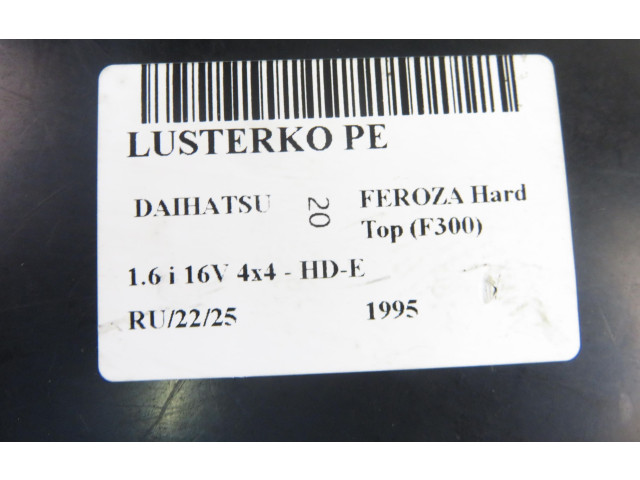 LUSTERKO PE
DAIHATSU 20 FEROZA Hard
Top (F300)
1.6 i 16V 4x4 - HD-E
RU/22/25 1995